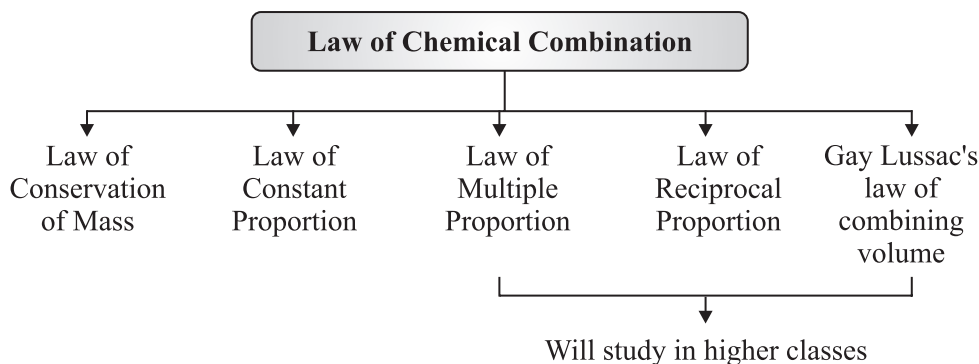 Law of Chemical Combination
Law of
Conservation
of Mass
Law of
Constant
Proportion
Law of
Multiple
Proportion
Law of
Reciprocal
Proportion
Gay Lussac's
law of
combining
volume
Will study in higher classes